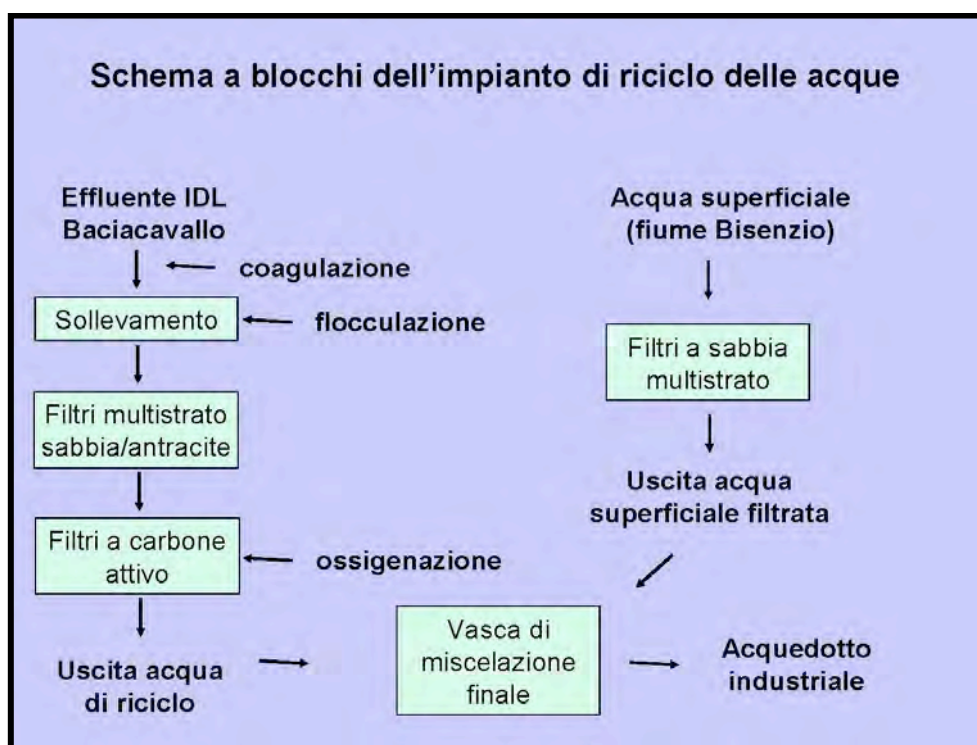 Schema a blocchi dell'impianto di riciclo delle acque
Effluente IDL
Baciacavallo
coagulazione
Sollevamento
flocculazione
Filtri multistrato
sabbia/antracite
Filtri a carbone
attivo
ossigenazione
Uscita acqua
di riciclo
Acqua superficiale
(fiume Bisenzio)
Filtri a sabbia
multistrato
Uscita acqua
superficiale filtrata
Vasca di
miscelazione
finale
Acquedotto
industriale